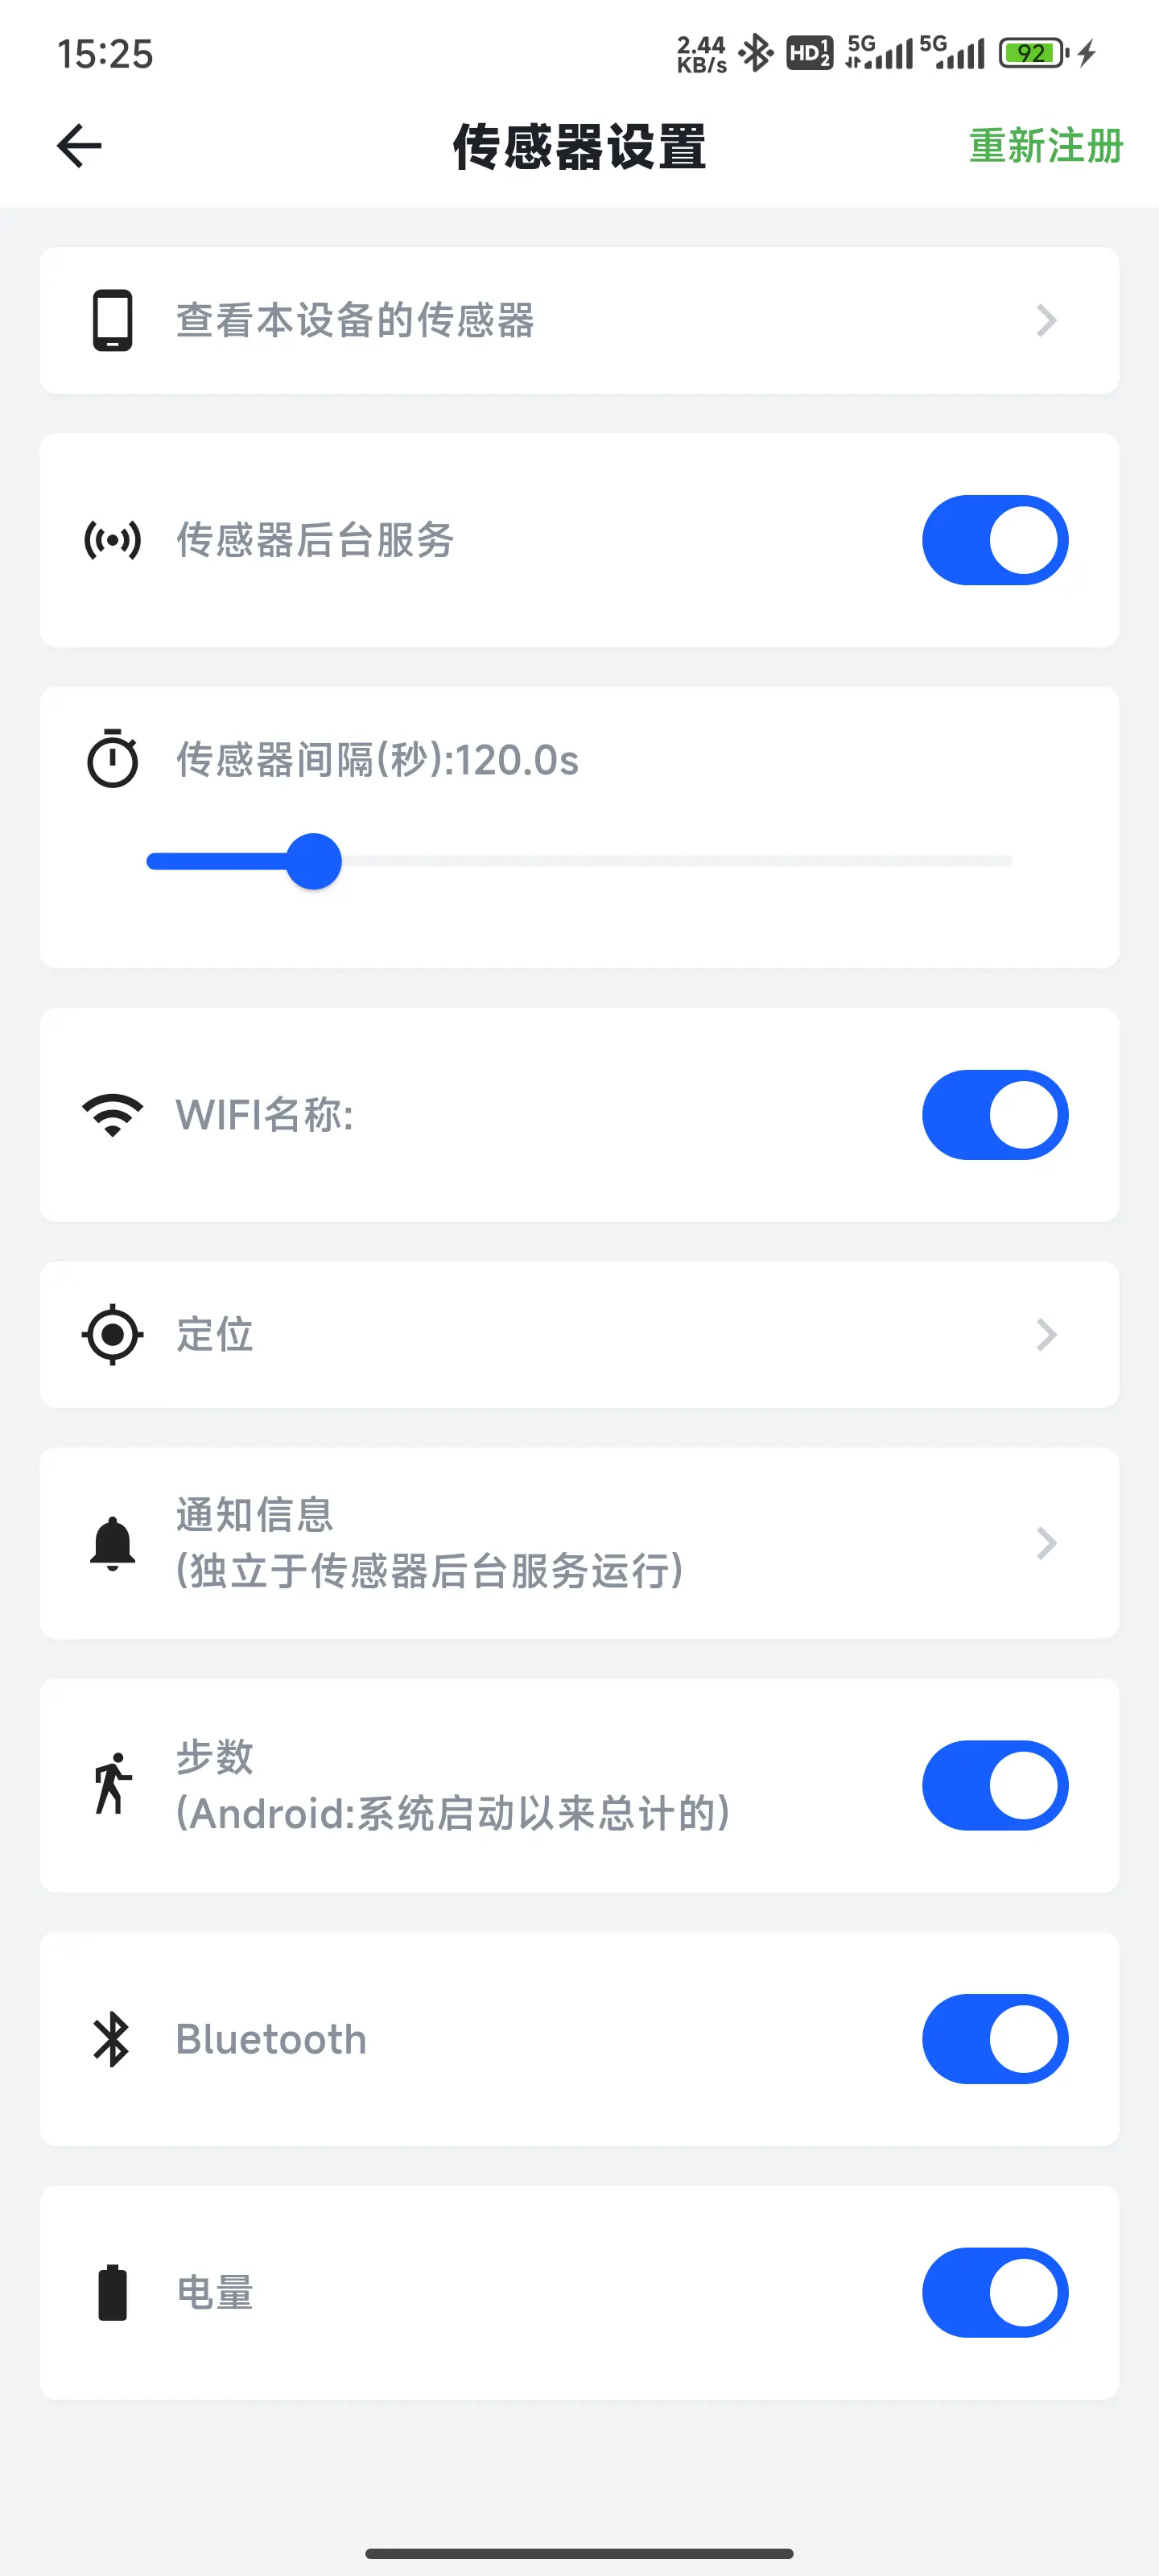 15:25
2.44
KB/s
HD 1
2
5G
5G
92
传感器设置
重新注册
查看本设备的传感器
传感器后台服务
传感器间隔(秒):120.0s
WIFI名称:
定位
通知信息
(独立于传感器后台服务运行)
步数
(Android:系统启动以来总计的)
Bluetooth
电量